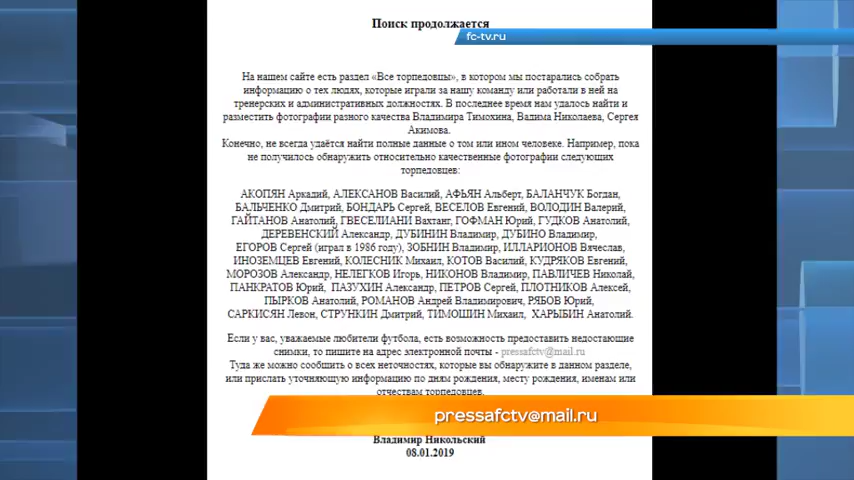 Поиск продолжается
fc-tv.ru
На нашем сайте есть раздел «Все торпедовцы», в котором мы постарались собрать
информацию о тех людях, которые играли за нашу команду или работали в ней на
тренерских и административных должностях. В последнее время нам удалось найти и
разместить фотографии разного качества Владимира Тимохина, Вадима Николаева, Сергея
Акимова.
Конечно, не всегда удаётся найти полные данные о том или ином человеке. Например, пока
не получилось обнаружить относительно качественные фотографии следующих
торпедовцев:
АКОПЯН Аркадий, АЛЕКСАНОВ Василий, АФЬЯН Альберт, БАЛАНЧУК Богдан,
БАЛЬЧЕНКО Дмитрий, БОНДАРЬ Сергей, ВЕСЕЛОВ Евгений, ВОЛОДИН Валерий,
ГАЙТАНОВ Анатолий, ГВЕСЕЛИАНИ Вахтанг, ГОФМАН Юрий, ГУДКОВ Анатолий,
ДЕРЕВЕНСКИЙ Александр, ДУБИНИН Владимир, ДУБИНО Владимир,
ЕГОРОВ Сергей (играл в 1986 году), ЗОБНИН Владимир, ИЛЛАРИОНОВ Вячеслав,
ИНОЗЕМЦЕВ Евгений, КОЛЕСНИК Михаил, КОТОВ Василий, КУДРЯКОВ Евгений,
МОРОЗОВ Александр, НЕЛЕГКОВ Игорь, НИКОНОВ Владимир, ПАВЛИЧЕВ Николай,
ПАНКРАТОВ Юрий, ПАЗУХИН Александр, ПЕТРОВ Сергей, ПЛОТНИКОВ Алексей,
ПЫРКОВ Анатолий, РОМАНОВ Андрей Владимирович, РЯБОВ Юрий,
САРКИСЯН Левон, СТРУНКИН Дмитрий, ТИМОШИН Михаил, ХАРЫБИН Анатолий.
Если у вас, уважаемые любители футбола, есть возможность предоставить недостающие
снимки, то пишите на адрес электронной почты - pressafctv@mail.ru
Туда же можно сообщить о всех неточностях, которые вы обнаружите в данном разделе,
или прислать уточняющую информацию по дням рождения, месту рождения, именам или
отчествам торпедовцев.
pressafctv@mail.ru
Владимир Никольский
08.01.2019